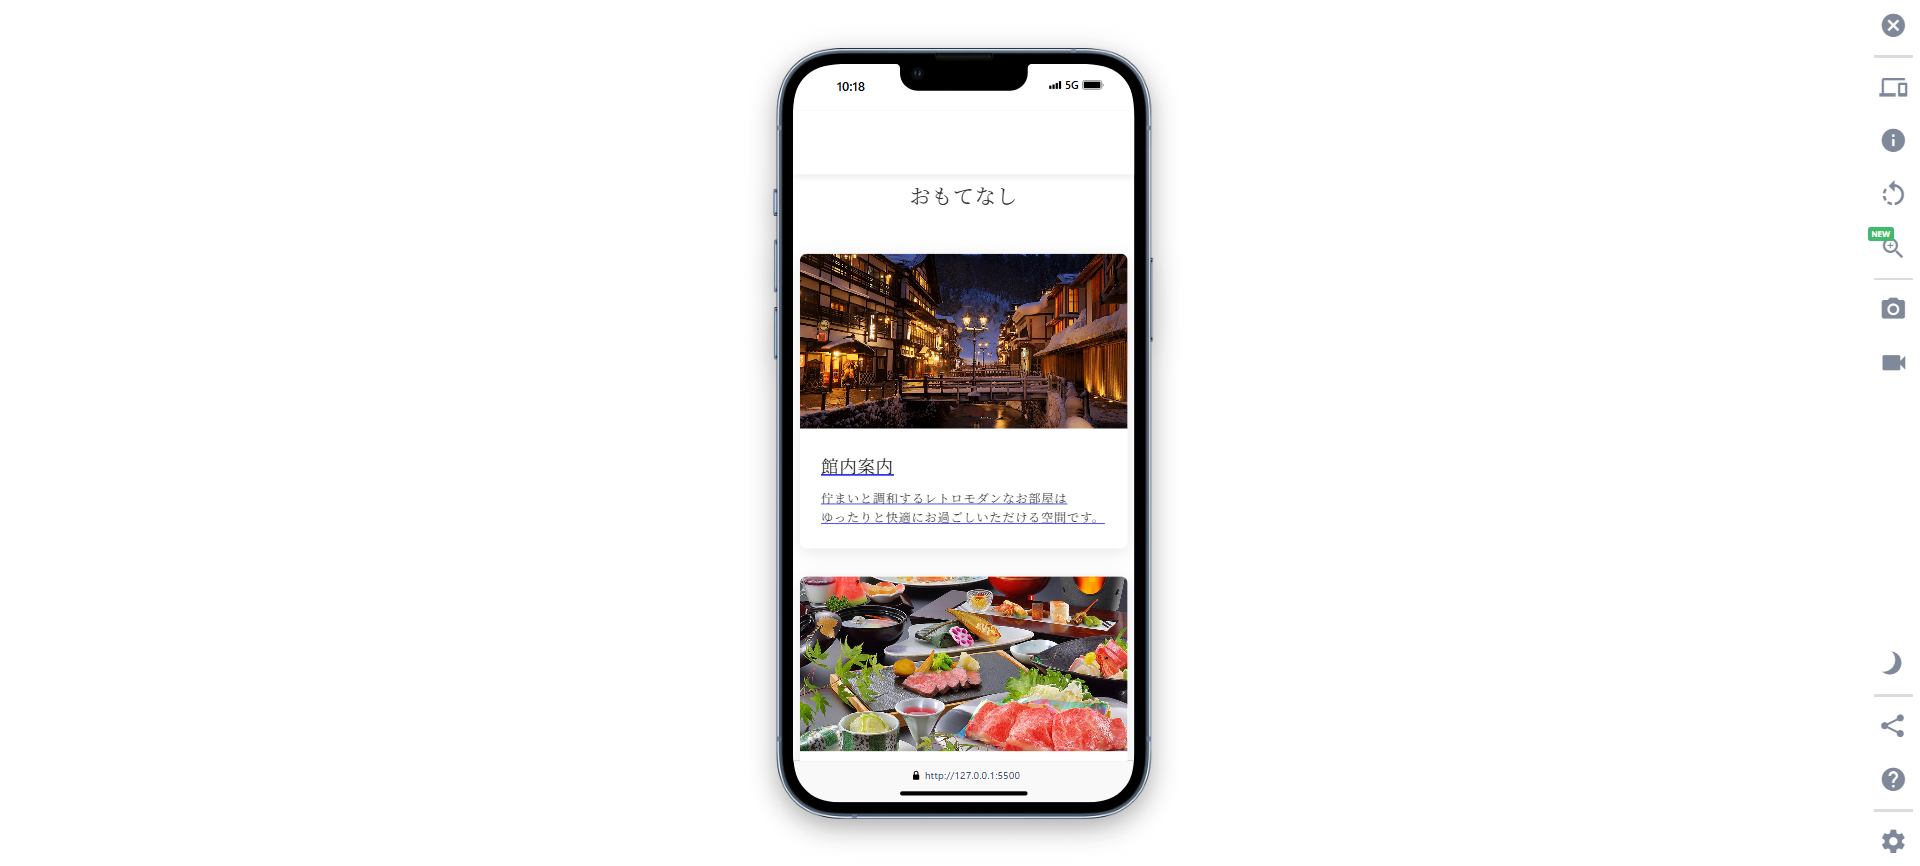 10:18
5G
おもてなし
館内案内
佇まいと調和するレトロモダンなお部屋は
ゆったりと快適にお過ごしいただける空間です。
http://127.0.0.1:5500
NEW